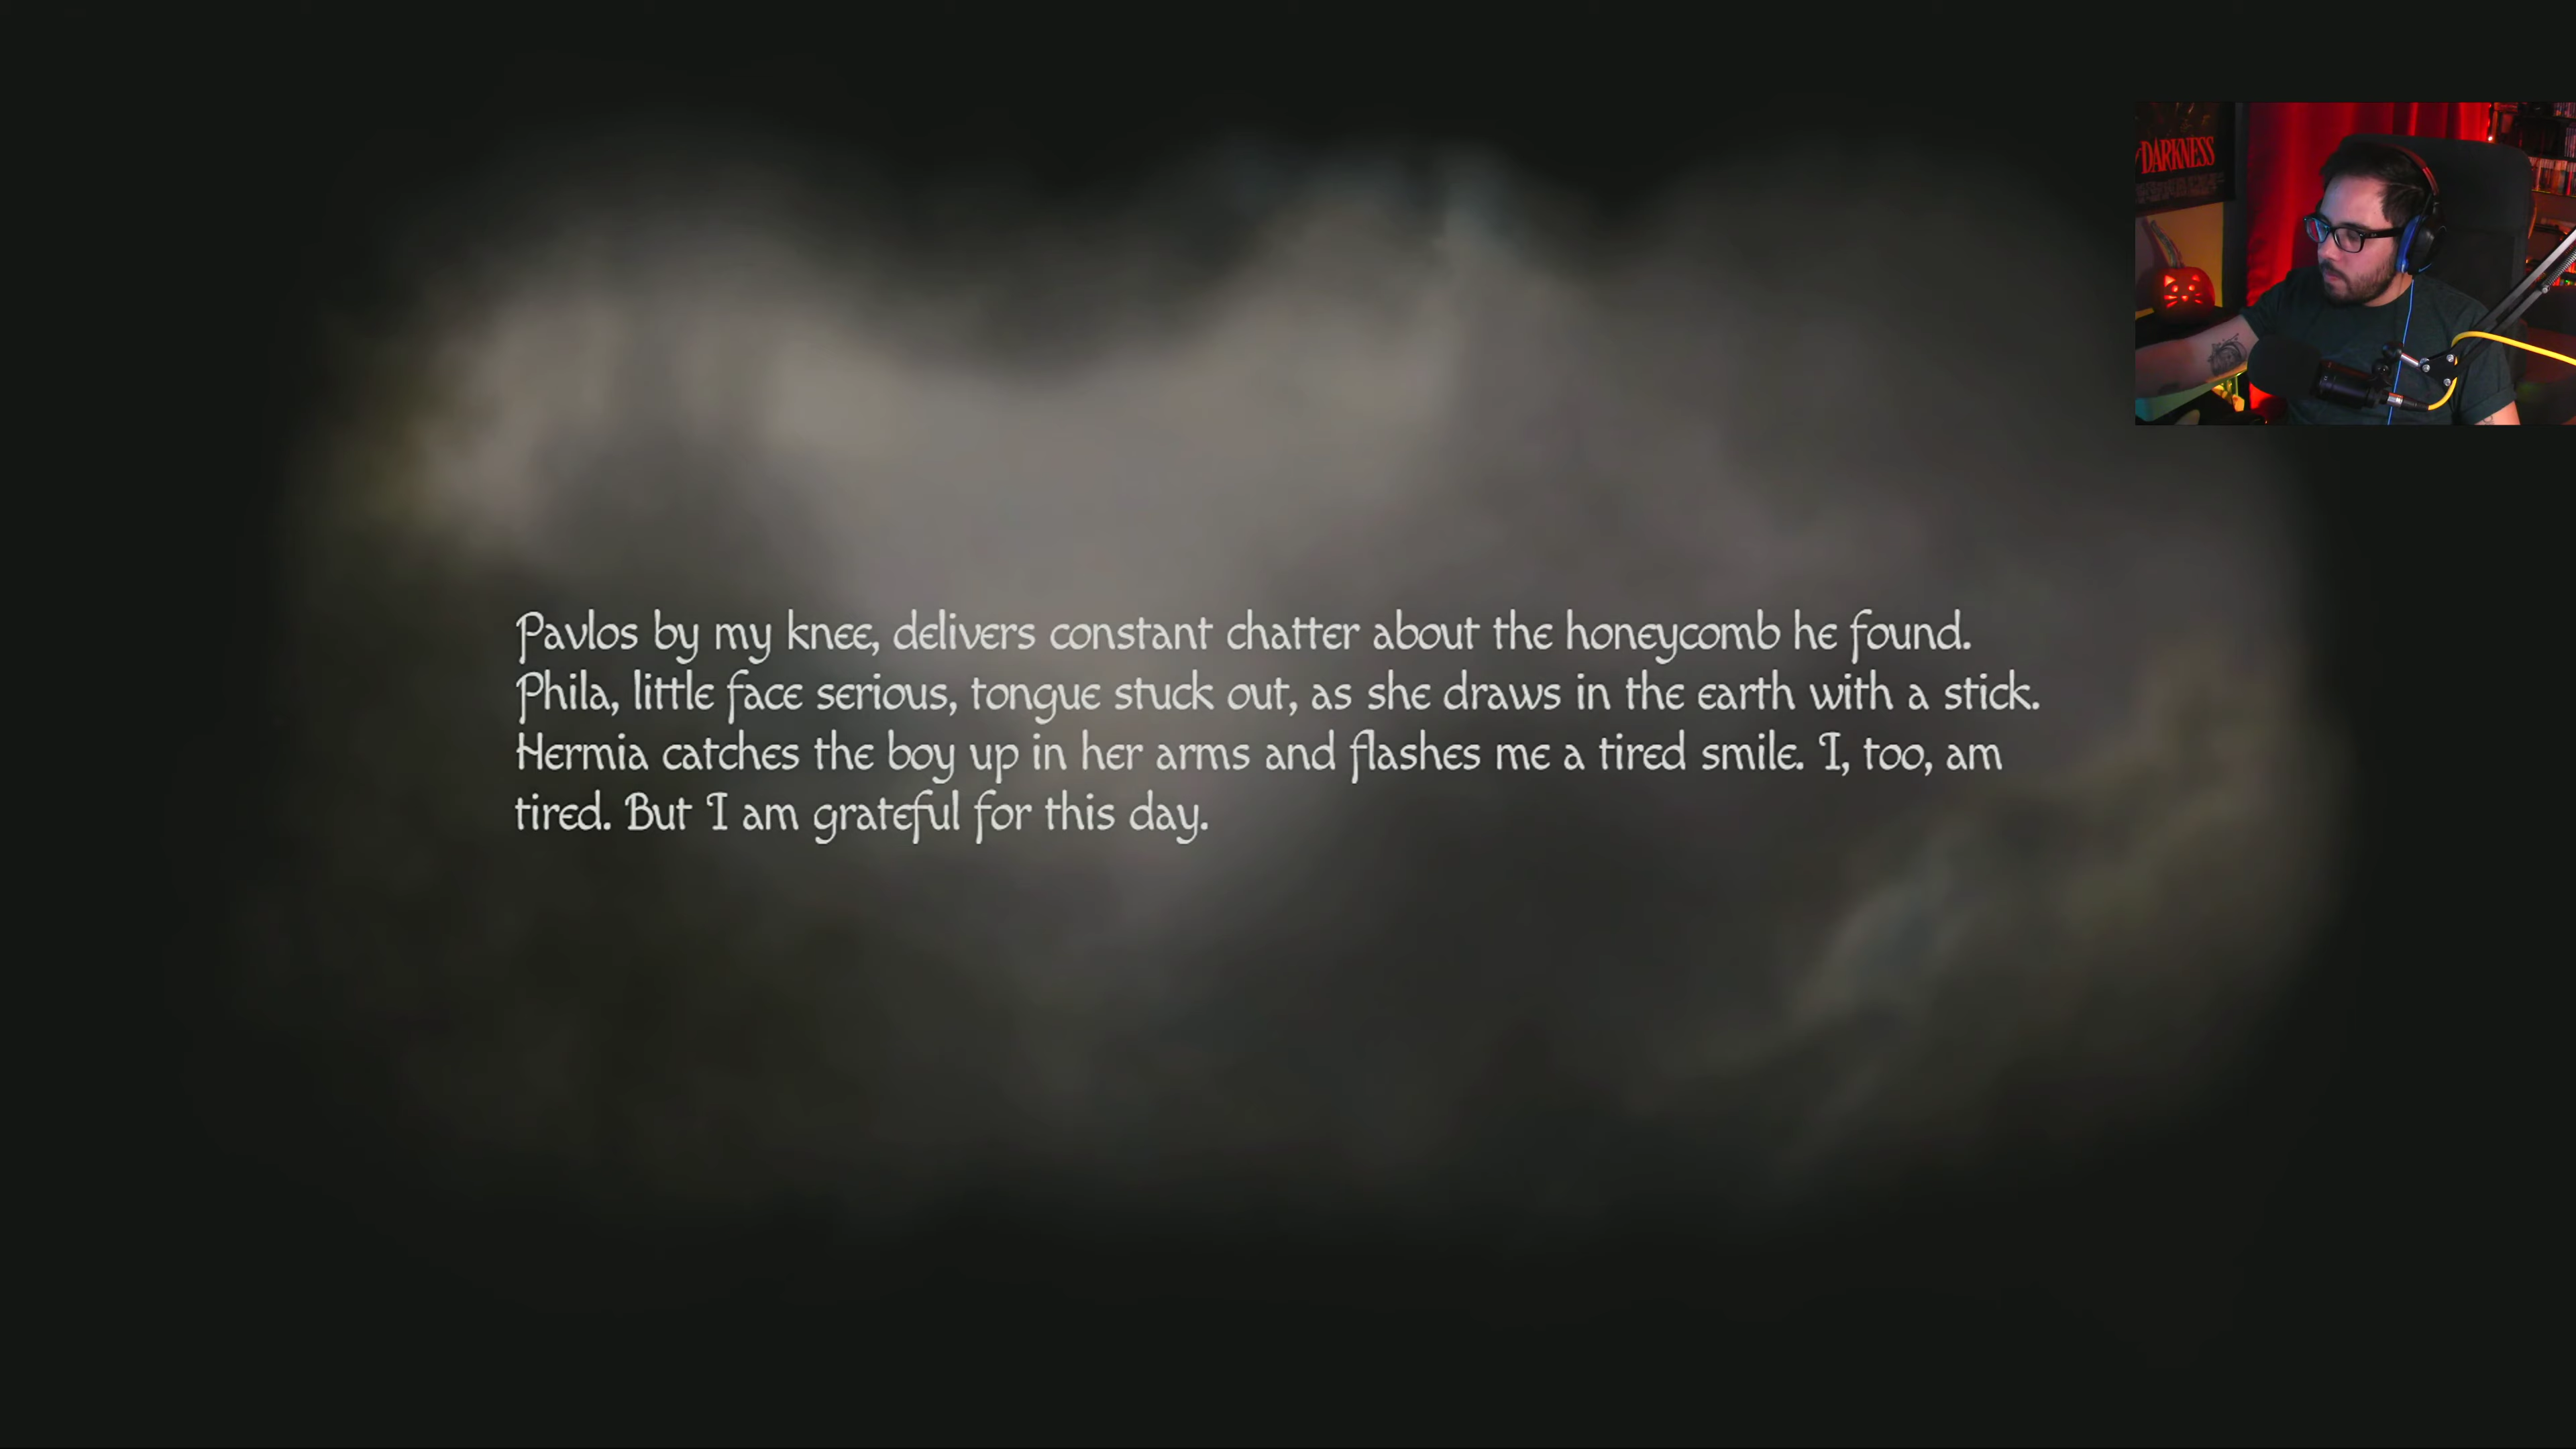 DARKNESS
Pavlos by my knee, delivers constant chatter about the honeycomb he found.
Phila, little face serious, tongue stuck out, as she draws in the earth with a stick.
Hermia catches the boy up in her arms and flashes me a tired smile. I, too, am
tired. But I am grateful for this day.